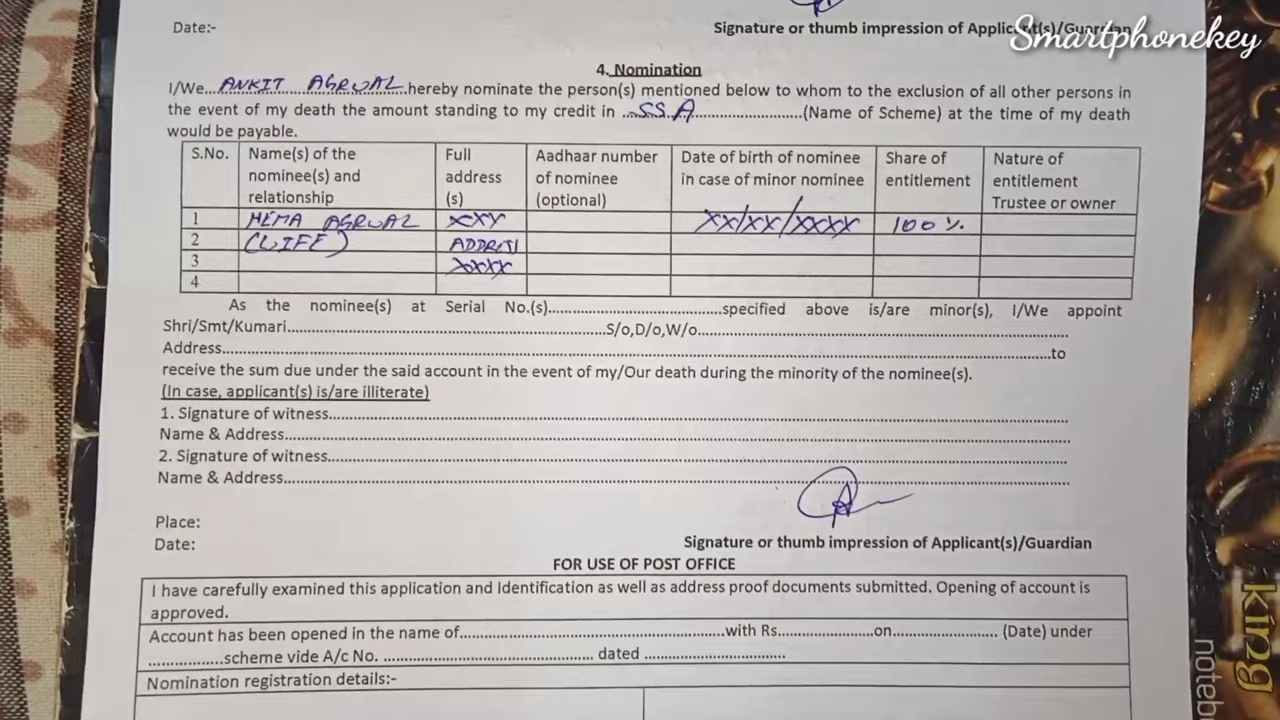 Smartphonekey
Date:-
Signature or thumb impression of Applicant(s)/Guardian
4. Nomination
I/We...ANKIT AGRWAL.hereby nominate the person(s) mentioned below to whom to the exclusion of all other persons in
the event of my death the amount standing to my credit in ...SS.A........................(Name of Scheme) at the time of my death
would be payable.
S.No. Name(s) of the nominee(s) and relationship Full address (s) Aadhaar number of nominee (optional) Date of birth of nominee in case of minor nominee Share of entitlement Nature of entitlement Trustee or owner
1 HEMA AGRWAL XXY XX/XX/XXXX 100%
2 (WIFE) ADDRESS
3 XXXX
4
As the nominee(s) at Serial No.(s)....................................specified above is/are minor(s), I/We appoint
Shri/Smt/Kumari.................................................................S/o,D/o,W/o...........................................................................
Address...............................................................................................................................................................to
receive the sum due under the said account in the event of my/Our death during the minority of the nominee(s).
(In case, applicant(s) is/are illiterate)
1. Signature of witness...............................................................................................................................
Name & Address.........................................................................................................................................
2. Signature of witness...............................................................................................................................
Name & Address.........................................................................................................................................
Place:
Date:
Signature or thumb impression of Applicant(s)/Guardian
FOR USE OF POST OFFICE
I have carefully examined this application and Identification as well as address proof documents submitted. Opening of account is
approved.
Account has been opened in the name of......................................................with Rs....................on...................... (Date) under
................scheme vide A/c No. ........................................... dated .............................
Nomination registration details:-
king
noteb